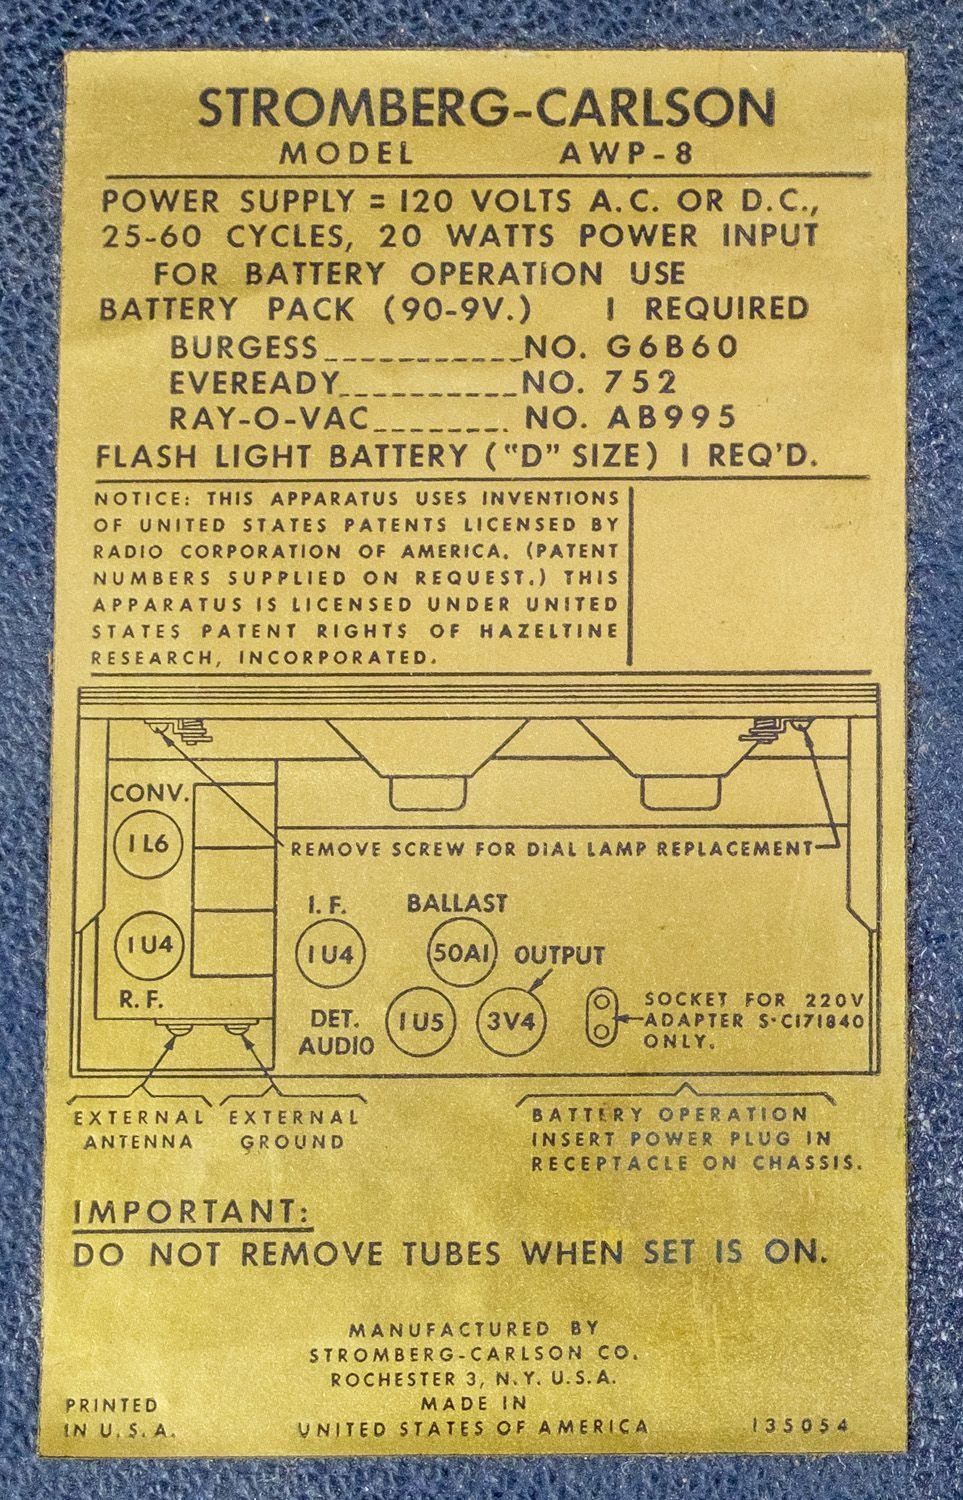 STROMBERG-CARLSON
MODEL AWP-8
POWER SUPPLY = 120 VOLTS A.C. OR D.C.,
25-60 CYCLES, 20 WATTS POWER INPUT
FOR BATTERY OPERATION USE
BATTERY PACK (90-9V.) 1 REQUIRED
BURGESS___________NO. G6B60
EVEREADY__________NO. 752
RAY-O-VAC________ NO. AB995
FLASH LIGHT BATTERY ("D" SIZE) 1 REQ'D.
NOTICE: THIS APPARATUS USES INVENTIONS
OF UNITED STATES PATENTS LICENSED BY
RADIO CORPORATION OF AMERICA. (PATENT
NUMBERS SUPPLIED ON REQUEST.) THIS
APPARATUS IS LICENSED UNDER UNITED
STATES PATENT RIGHTS OF HAZELTINE
RESEARCH, INCORPORATED.
CONV.
1L6
REMOVE SCREW FOR DIAL LAMP REPLACEMENT
I.F.
BALLAST
1U4
1U4
50A1
OUTPUT
R.F.
DET.
AUDIO
1U5
3V4
SOCKET FOR 220V
ADAPTER S-C171840
ONLY.
EXTERNAL
ANTENNA
EXTERNAL
GROUND
BATTERY OPERATION
INSERT POWER PLUG IN
RECEPTACLE ON CHASSIS.
IMPORTANT:
DO NOT REMOVE TUBES WHEN SET IS ON.
MANUFACTURED BY
STROMBERG-CARLSON CO.
ROCHESTER 3, N.Y. U.S.A.
MADE IN
UNITED STATES OF AMERICA
PRINTED
IN U.S.A.
135054